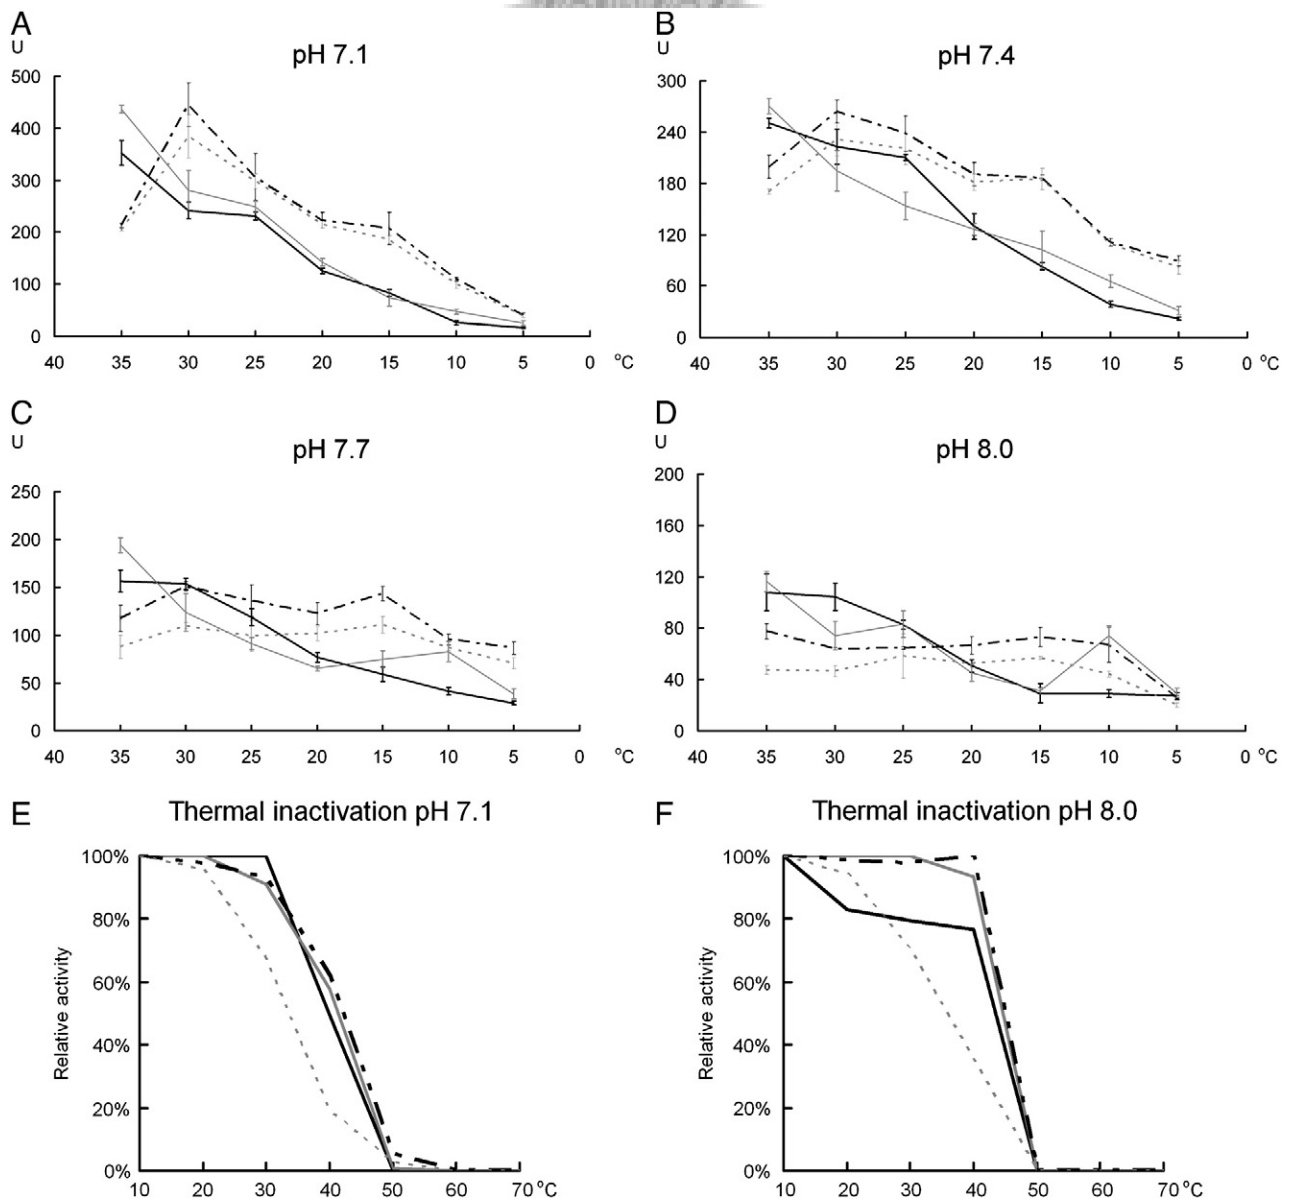 A
U
pH 7.1
500
400
300
200
100
0
40 35 30 25 20 15 10 5 0 °C
B
U
pH 7.4
300
240
180
120
60
0
40 35 30 25 20 15 10 5 0 °C
C
U
pH 7.7
250
200
150
100
50
0
40 35 30 25 20 15 10 5 0 °C
D
U
pH 8.0
200
160
120
80
40
0
40 35 30 25 20 15 10 5 0 °C
E
Thermal inactivation pH 7.1
Relative activity
100%
80%
60%
40%
20%
0%
10 20 30 40 50 60 70 °C
F
Thermal inactivation pH 8.0
Relative activity
100%
80%
60%
40%
20%
0%
10 20 30 40 50 60 70 °C